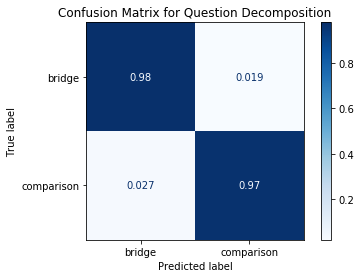 Confusion Matrix for Question Decomposition
True label
bridge
0.98
0.019
comparison
0.027
0.97
bridge
comparison
Predicted label
0.8
0.6
0.4
0.2